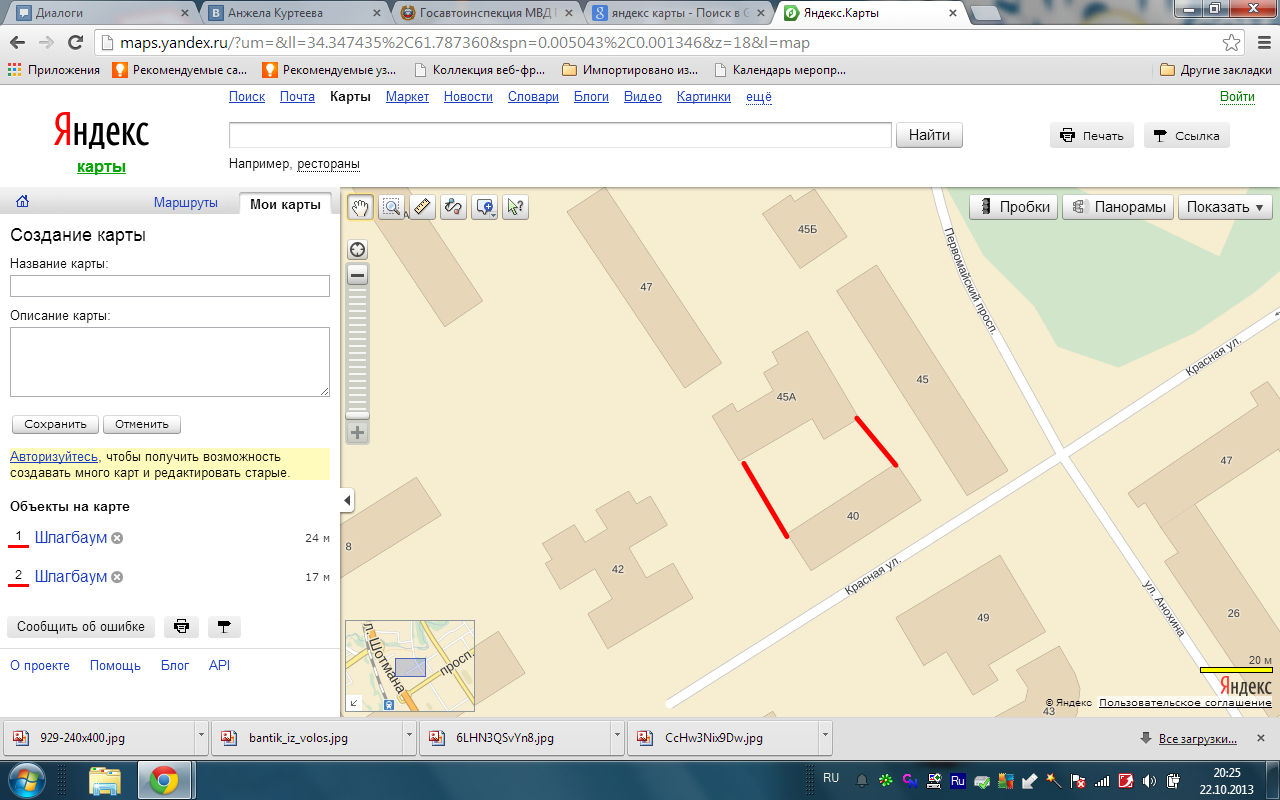 Диалоги
Анжела Куртеева
Госавтоинспекция МВД
яндекс карты - Поиск в G
Яндекс.Карты
maps.yandex.ru/?um=&ll=34.347435%2C61.787360&spn=0.005043%2C0.001346&z=18&l=map
Приложения
Рекомендуемые са...
Рекомендуемые уз...
Коллекция веб-фр...
Импортировано из...
Календарь меропр...
Другие закладки
Поиск Почта Карты Маркет Новости Словари Блоги Видео Картинки ещё
Войти
Яндекс
карты
Найти
Например, рестораны
Печать
Ссылка
Маршруты
Мои карты
Создание карты
Название карты:
Описание карты:
Сохранить
Отменить
Авторизуйтесь, чтобы получить возможность
создавать много карт и редактировать старые.
Объекты на карте
1 Шлагбаум 24 м
2 Шлагбаум 17 м
Сообщить об ошибке
О проекте Помощь Блог API
Пробки
Панорамы
Показать
45Б
47
Первомайский просп.
Красная ул.
45А
45
47
40
8
42
Красная ул.
49
ул. Анохина
26
43
л. Шотмана
просп.
20 м
Яндекс
© Яндекс Пользовательское соглашение
929-240x400.jpg
bantik_iz_volos.jpg
6LHN3QSvYn8.jpg
CcHw3Nix9Dw.jpg
Все загрузки...
RU
Ru
20:25
22.10.2013